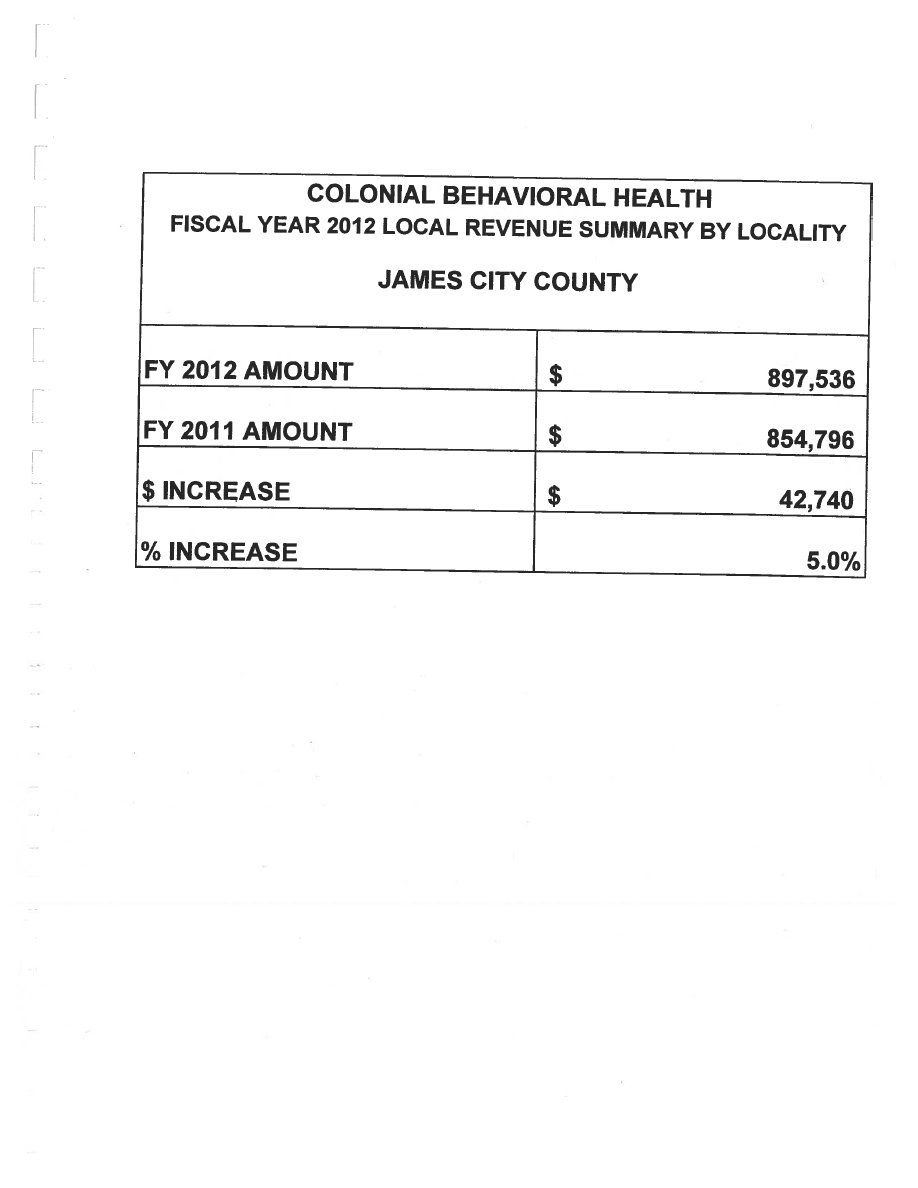 COLONIAL BEHAVIORAL HEALTH
FISCAL YEAR 2012 LOCAL REVENUE SUMMARY BY LOCALITY
JAMES CITY COUNTY
FY 2012 AMOUNT $ 897,536
FY 2011 AMOUNT $ 854,796
$ INCREASE $ 42,740
% INCREASE 5.0%